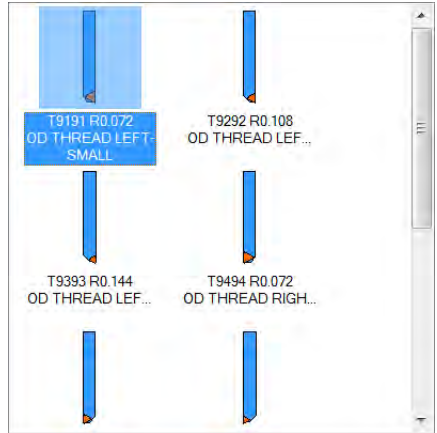 T9191 R0.072
OD THREAD LEFT-
SMALL
T9292 R0.108
OD THREAD LEF...
T9393 R0.144
OD THREAD LEF...
T9494 R0.072
OD THREAD RIGH...